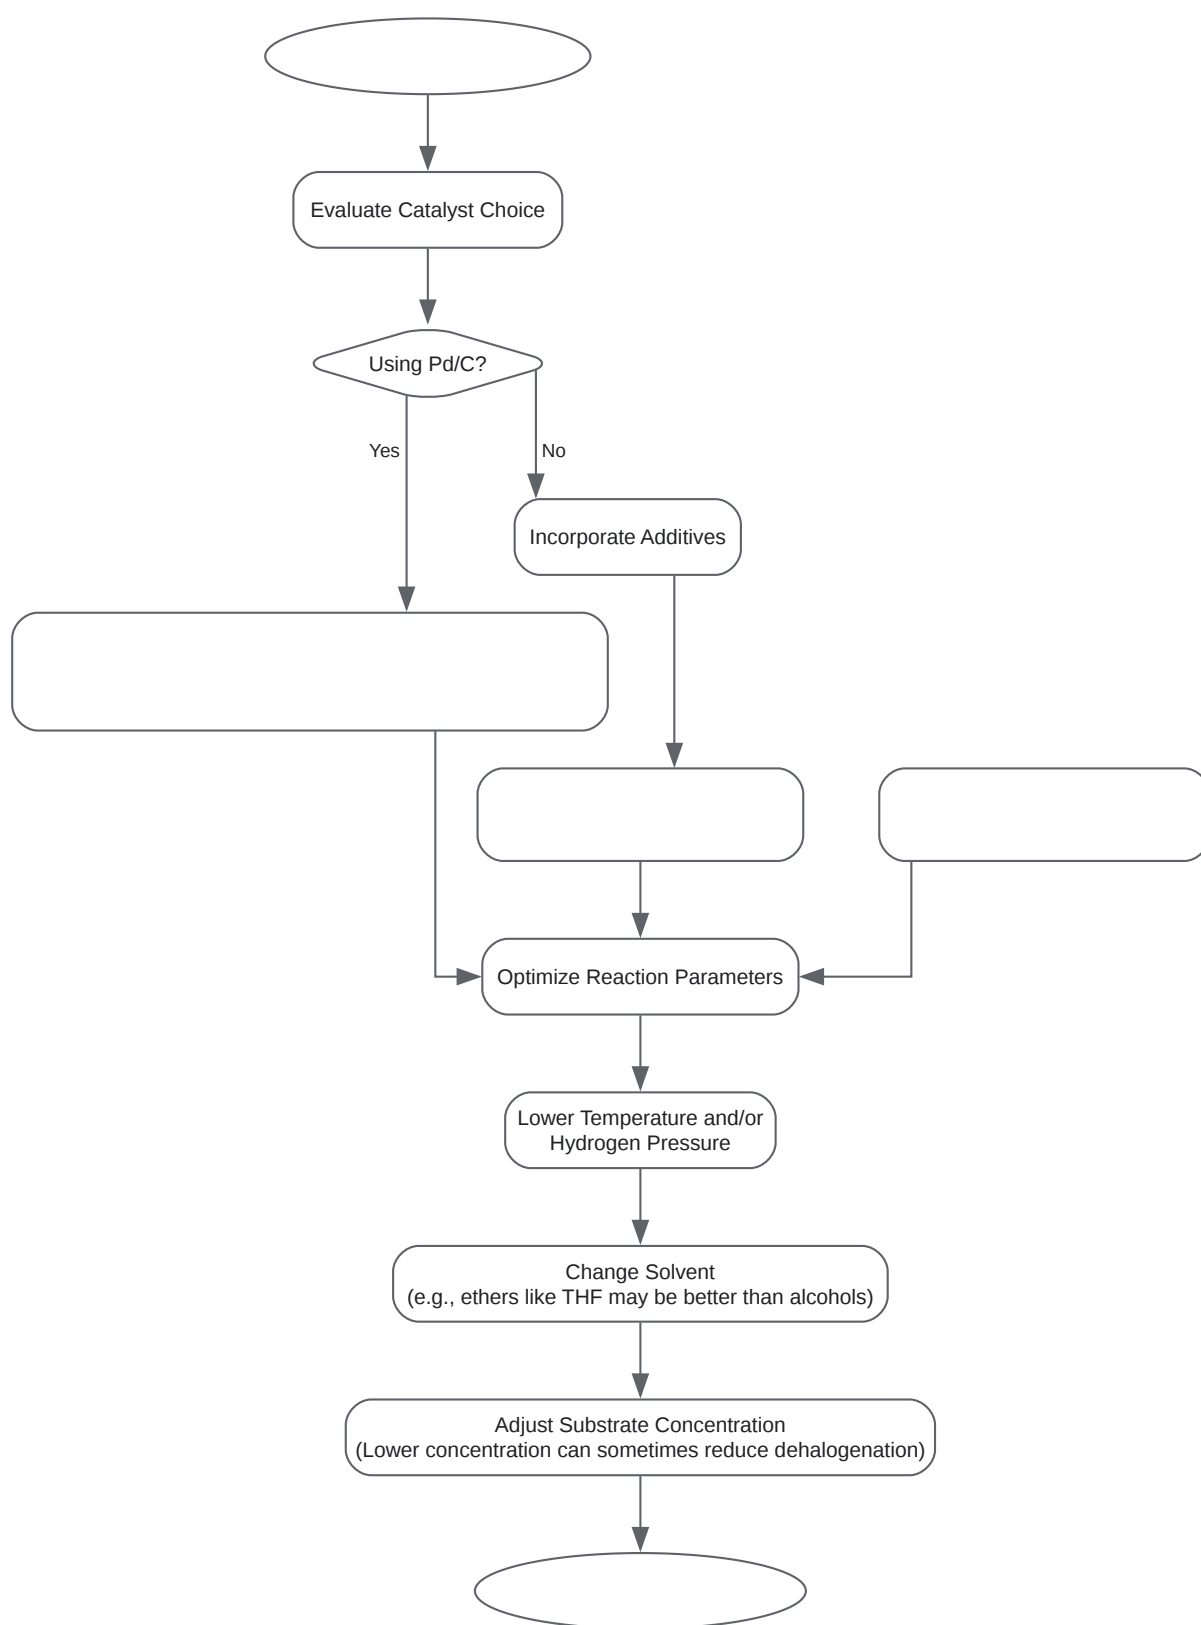 Evaluate Catalyst Choice
Using Pd/C?
Yes
No
Incorporate Additives
Optimize Reaction Parameters
Lower Temperature and/or
Hydrogen Pressure
Change Solvent
(e.g., ethers like THF may be better than alcohols)
Adjust Substrate Concentration
(Lower concentration can sometimes reduce dehalogenation)